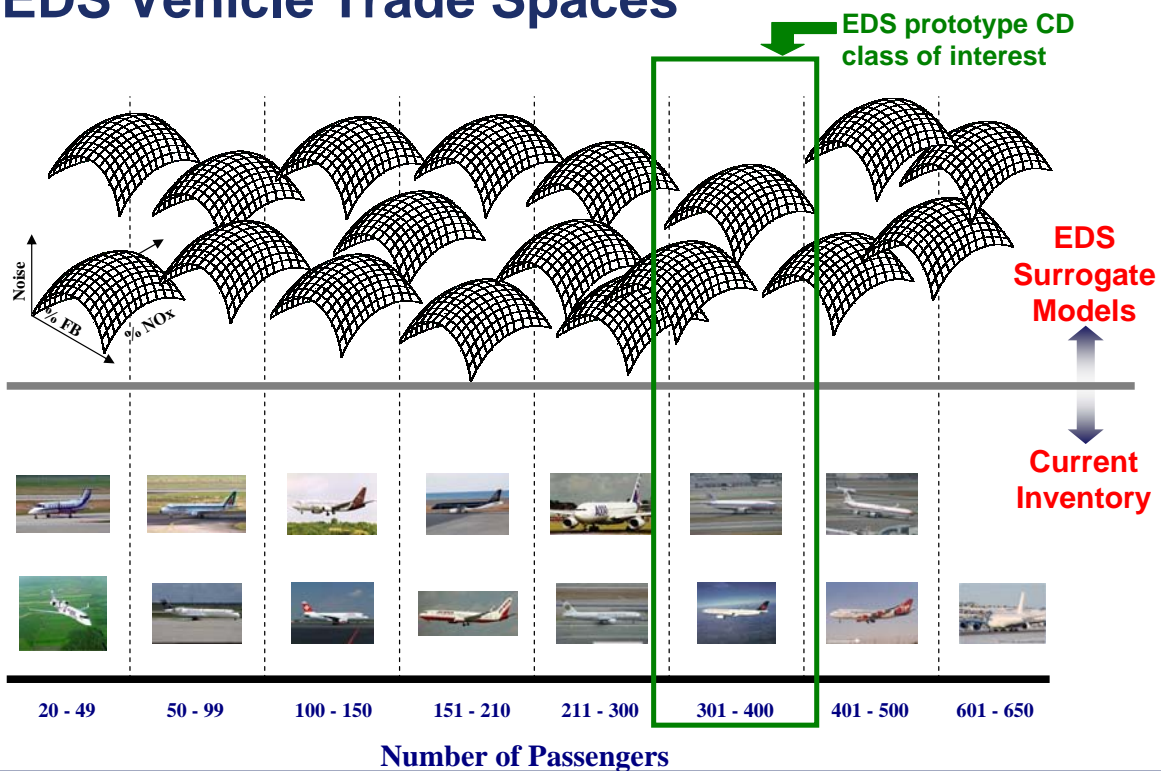 EDS Vehicle Trade Spaces
EDS prototype CD
class of interest
Noise
% FB
% NOx
EDS
Surrogate
Models
Current
Inventory
20 - 49
50 - 99
100 - 150
151 - 210
211 - 300
301 - 400
401 - 500
601 - 650
Number of Passengers